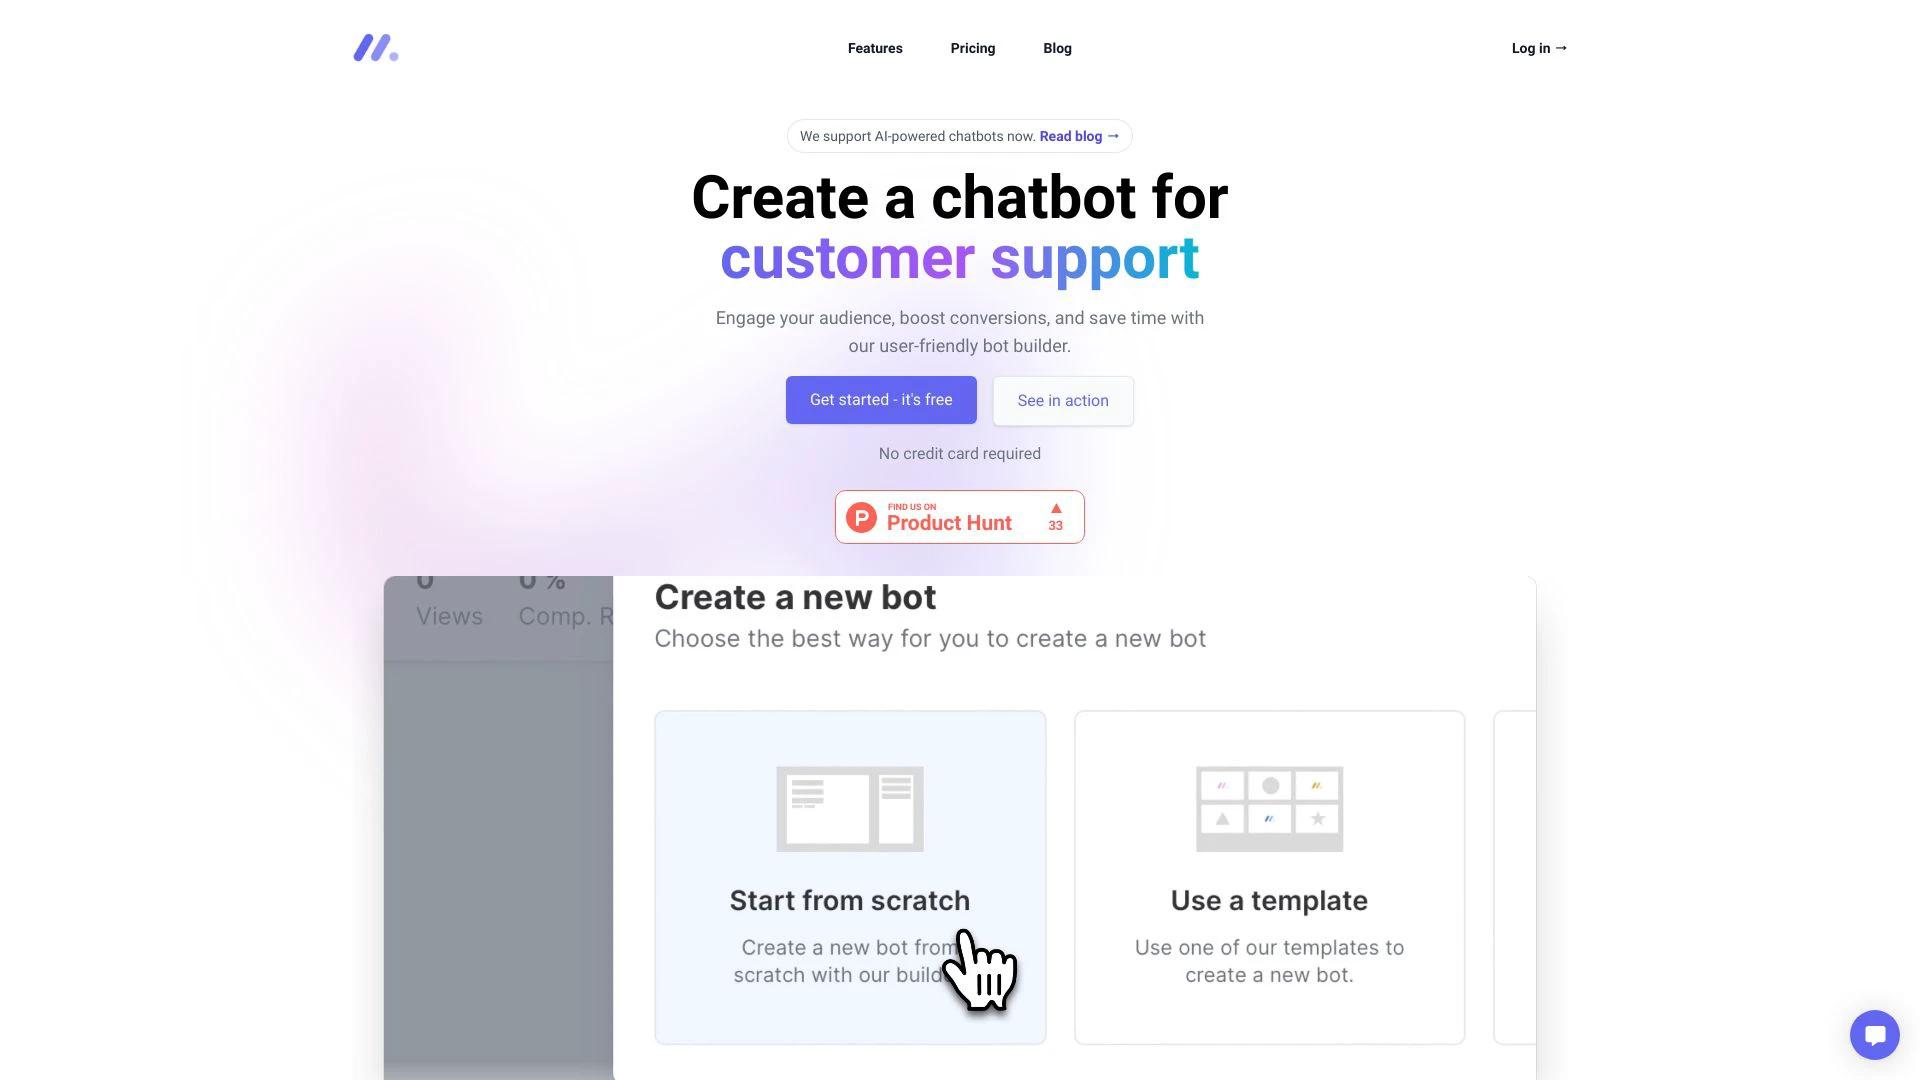 Features
Pricing
Blog
Log in →
We support AI-powered chatbots now. Read blog →
Create a chatbot for
customer support
Engage your audience, boost conversions, and save time with
our user-friendly bot builder.
Get started - it's free
See in action
No credit card required
FIND US ON
Product Hunt
▲
33
0
0 %
Views
Comp. R
Create a new bot
Choose the best way for you to create a new bot
Start from scratch
Create a new bot from
scratch with our build
Use a template
Use one of our templates to
create a new bot.